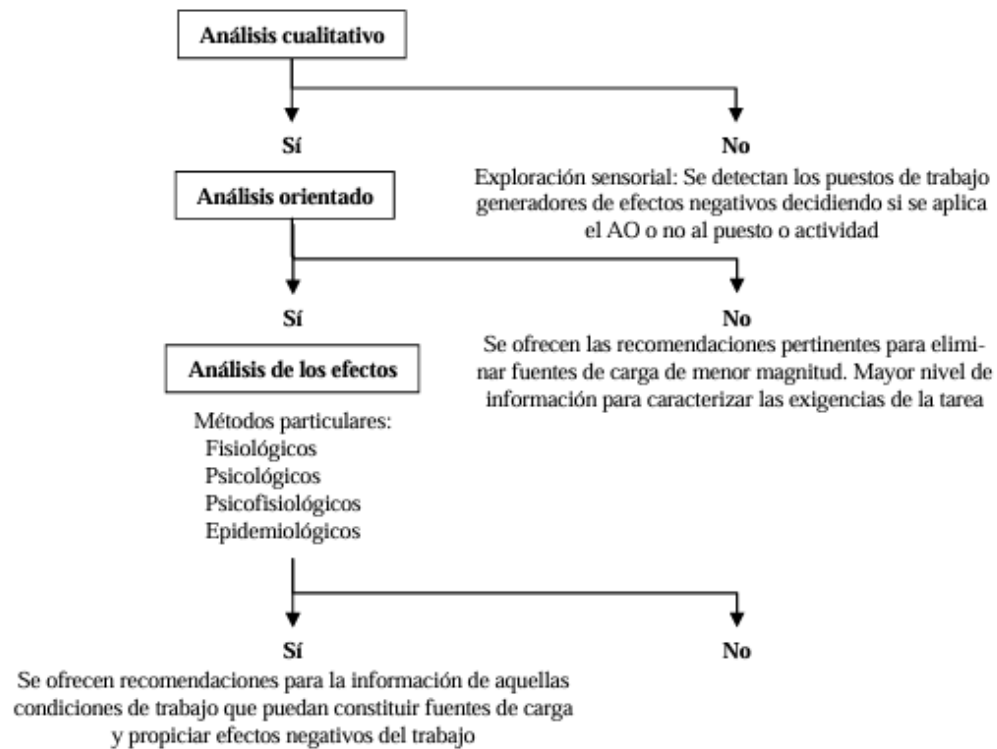 Análisis cualitativo
Sí
No
Análisis orientado
Exploración sensorial: Se detectan los puestos de trabajo
generadores de efectos negativos decidiendo si se aplica
el AO o no al puesto o actividad
Sí
No
Análisis de los efectos
Se ofrecen las recomendaciones pertinentes para elimi-
nar fuentes de carga de menor magnitud. Mayor nivel de
información para caracterizar las exigencias de la tarea
Métodos particulares:
Fisiológicos
Psicológicos
Psicofisiológicos
Epidemiológicos
Sí
No
Se ofrecen recomendaciones para la información de aquellas
condiciones de trabajo que puedan constituir fuentes de carga
y propiciar efectos negativos del trabajo